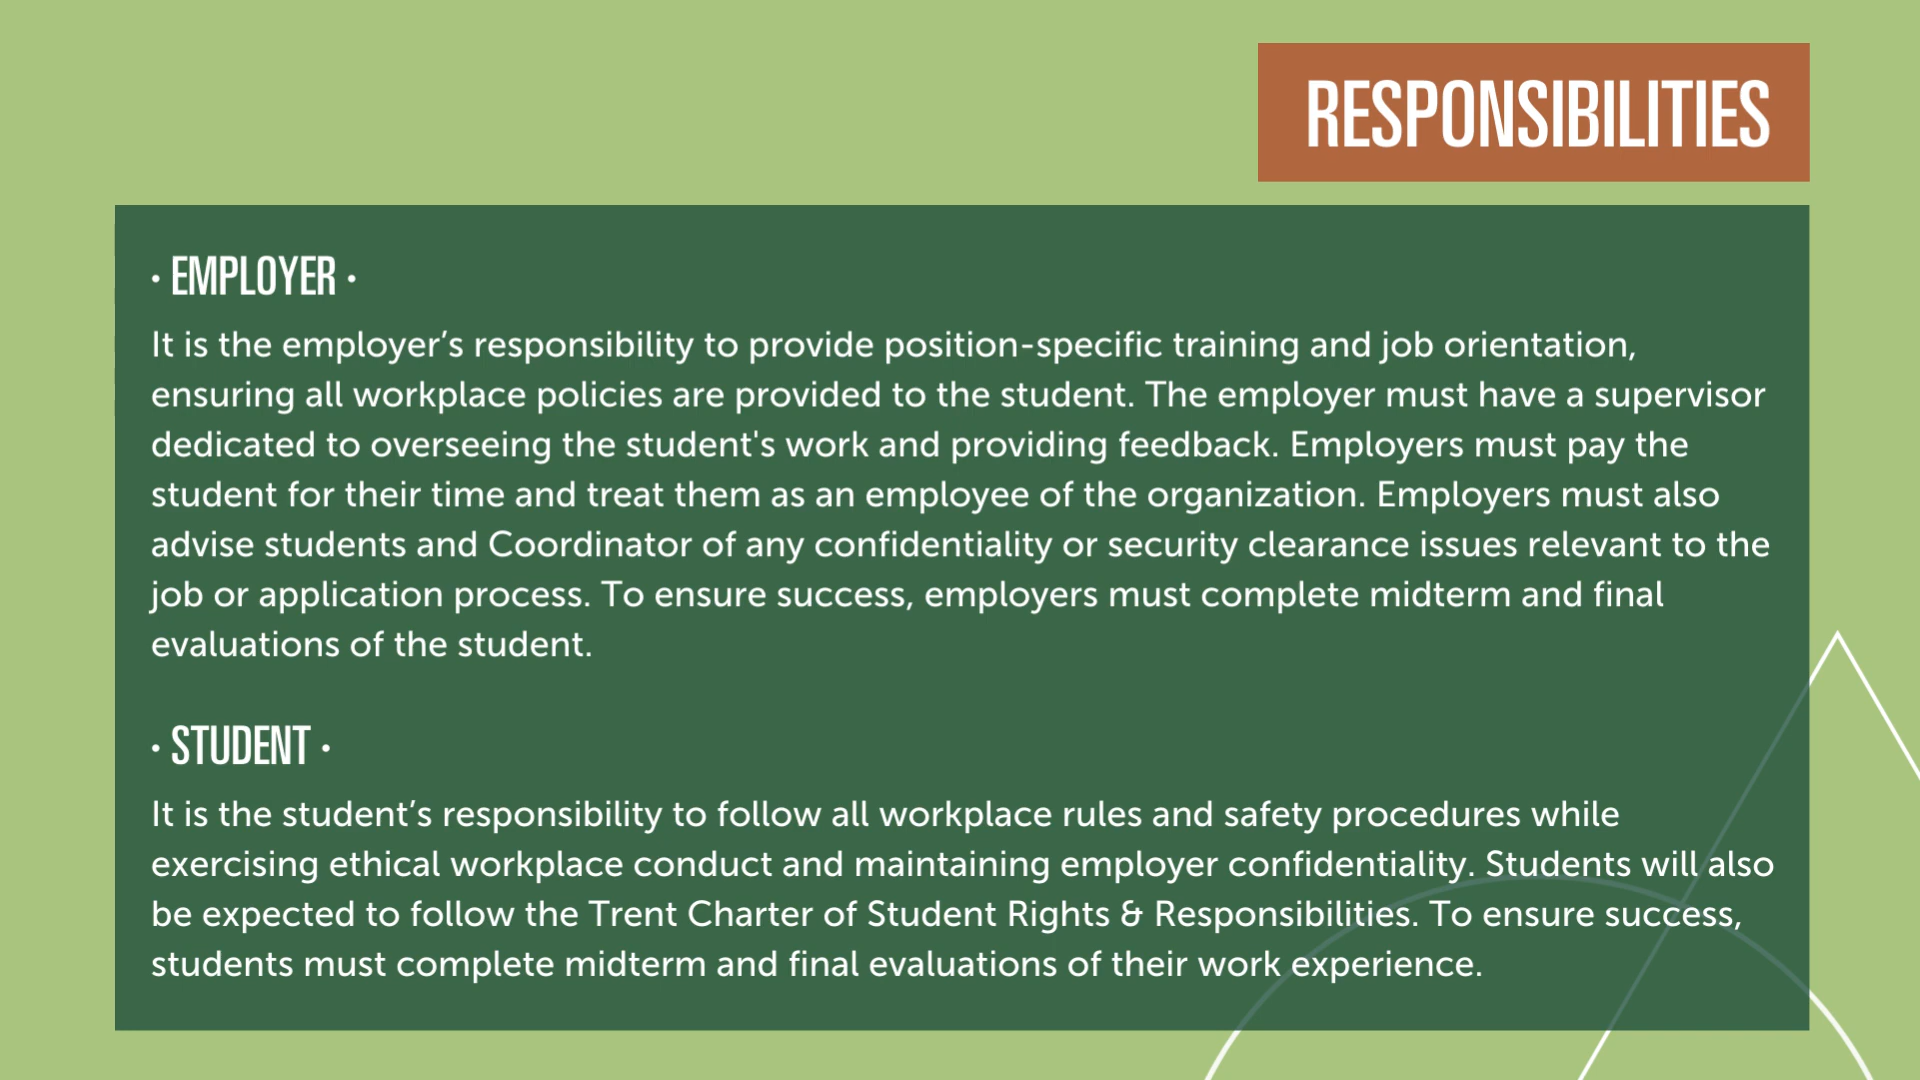 RESPONSIBILITIES
· EMPLOYER ·
It is the employer’s responsibility to provide position-specific training and job orientation,
ensuring all workplace policies are provided to the student. The employer must have a supervisor
dedicated to overseeing the student's work and providing feedback. Employers must pay the
student for their time and treat them as an employee of the organization. Employers must also
advise students and Coordinator of any confidentiality or security clearance issues relevant to the
job or application process. To ensure success, employers must complete midterm and final
evaluations of the student.
· STUDENT ·
It is the student’s responsibility to follow all workplace rules and safety procedures while
exercising ethical workplace conduct and maintaining employer confidentiality. Students will also
be expected to follow the Trent Charter of Student Rights & Responsibilities. To ensure success,
students must complete midterm and final evaluations of their work experience.